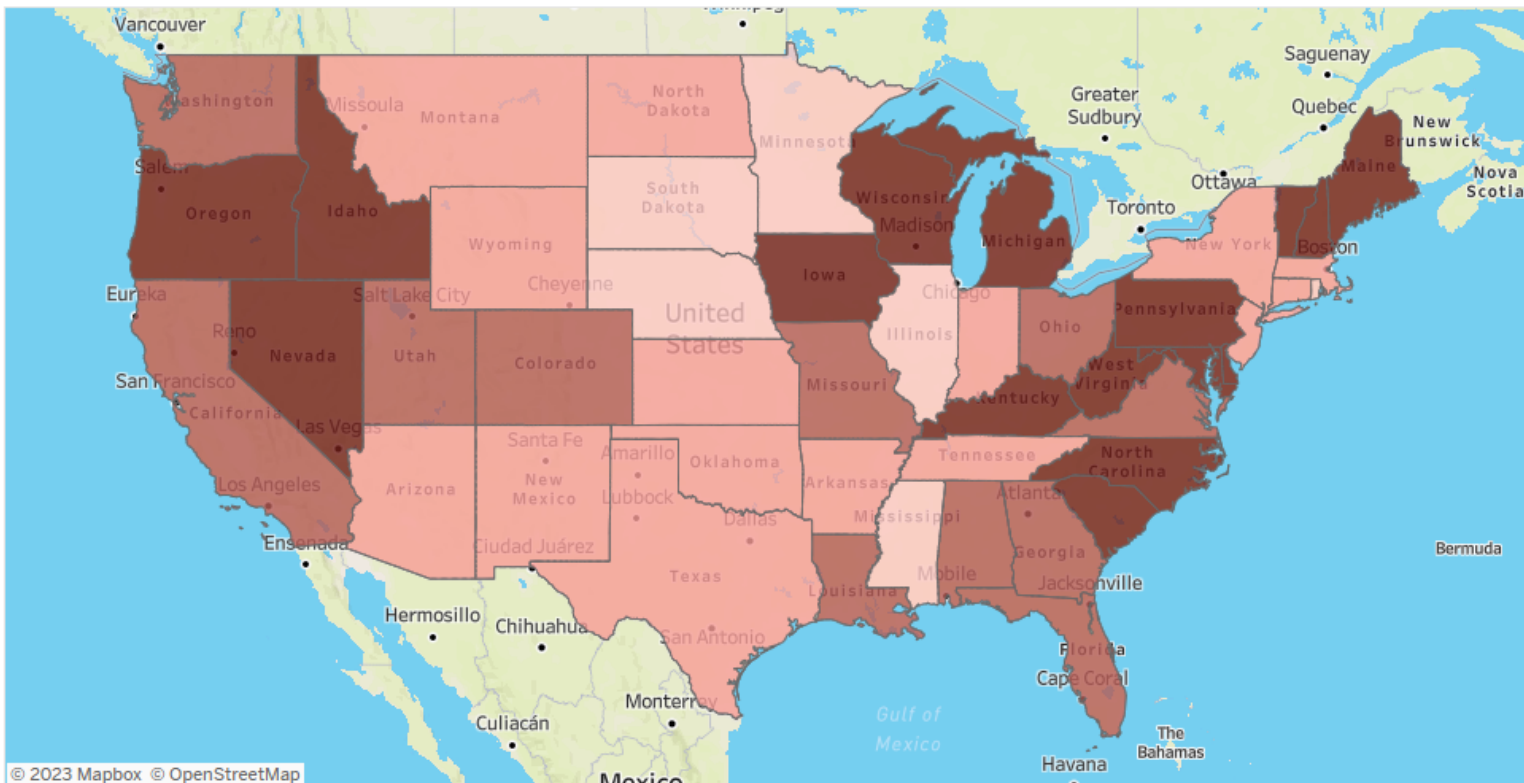 Winnipeg
Vancouver
Saguenay
Greater
Sudbury
Quebec
New
Brunswick
Nova
Scotia
Ottawa
Toronto
Washington
Missoula
Montana
North
Dakota
Minnesota
Maine
Salem
Oregon
Idaho
South
Dakota
Wisconsin
Madison
Michigan
New York
Boston
Wyoming
Cheyenne
Iowa
Chicago
Eureka
Salt Lake City
Reno
Nevada
Utah
Colorado
United
States
Illinois
Ohio
Pennsylvania
San Francisco
California
Las Vegas
Missouri
West
Virginia
Kentucky
Los Angeles
Arizona
Santa Fe
New
Mexico
Amarillo
Lubbock
Oklahoma
Arkansas
Tennessee
North
Carolina
Dallas
Mississippi
Atlanta
Georgia
Ensenada
Ciudad Juárez
Texas
Louisiana
Mobile
Jacksonville
Bermuda
Hermosillo
Chihuahua
San Antonio
Florida
Cape Coral
Monterrey
Culiacán
Gulf of
Mexico
The
Bahamas
Havana
Mexico
© 2023 Mapbox © OpenStreetMap